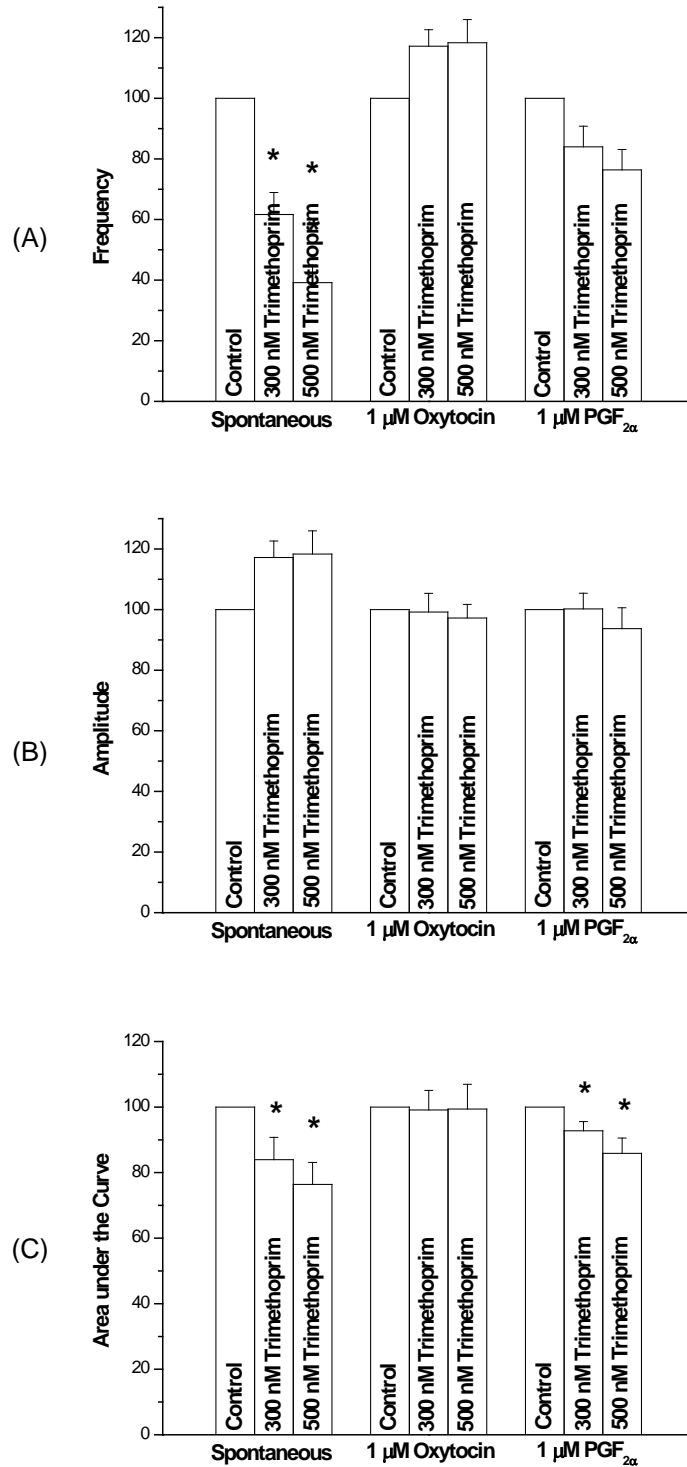 120
100
80
60
40
20
0
Frequency
(A)
*
*
*
Control
300 nM Trimethoprim
500 nM Trimethoprim
Control
300 nM Trimethoprim
500 nM Trimethoprim
Control
300 nM Trimethoprim
500 nM Trimethoprim
Spontaneous
1 μM Oxytocin
1 μM PGF2α
120
100
80
60
40
20
0
Amplitude
(B)
Control
300 nM Trimethoprim
500 nM Trimethoprim
Control
300 nM Trimethoprim
500 nM Trimethoprim
Control
300 nM Trimethoprim
500 nM Trimethoprim
Spontaneous
1 μM Oxytocin
1 μM PGF2α
120
100
80
60
40
20
0
Area under the Curve
(C)
*
*
*
*
Control
300 nM Trimethoprim
500 nM Trimethoprim
Control
300 nM Trimethoprim
500 nM Trimethoprim
Control
300 nM Trimethoprim
500 nM Trimethoprim
Spontaneous
1 μM Oxytocin
1 μM PGF2α